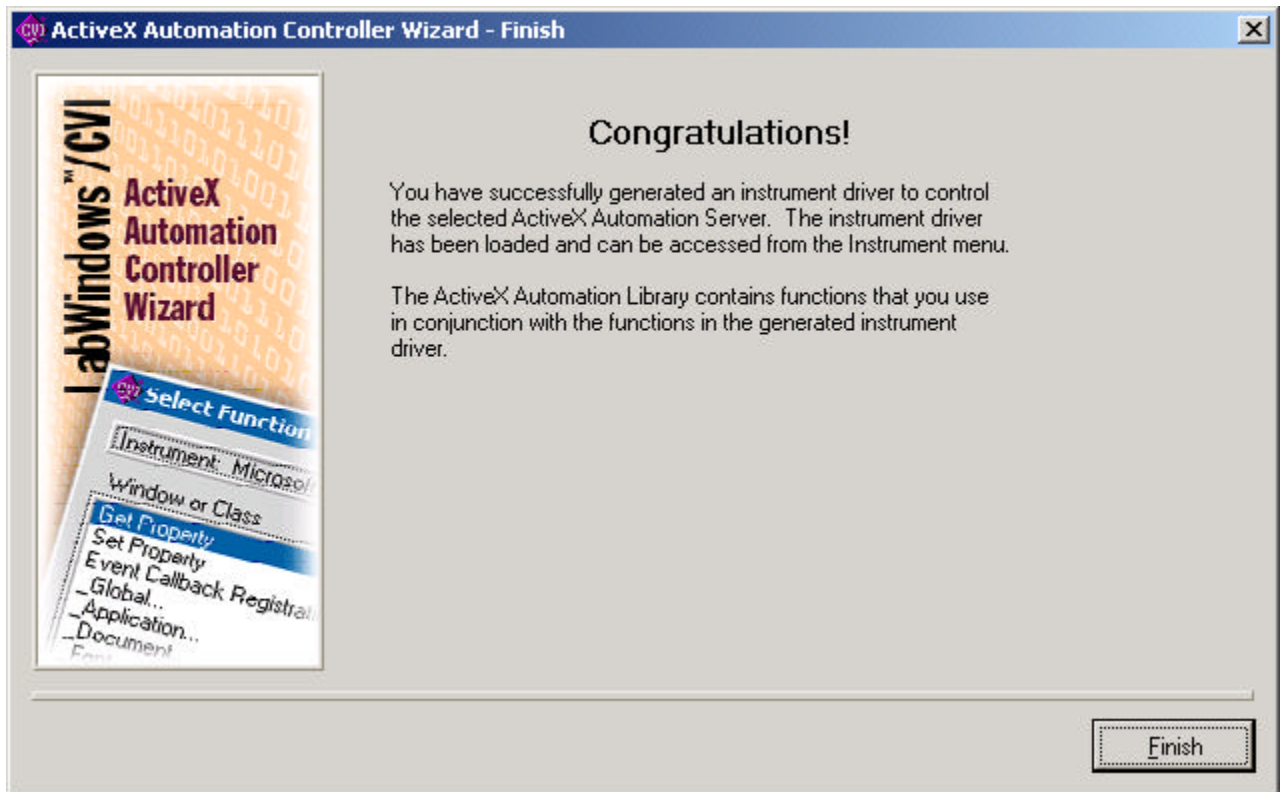 ActiveX Automation Controller Wizard - Finish
LabWindows™/CVI
ActiveX
Automation
Controller
Wizard
Select Function
Instrument: Microsof
Window or Class
Get Property
Set Property
Event Callback Registrat
_Global...
_Application...
_Document
Font
Congratulations!
You have successfully generated an instrument driver to control
the selected ActiveX Automation Server. The instrument driver
has been loaded and can be accessed from the Instrument menu.
The ActiveX Automation Library contains functions that you use
in conjunction with the functions in the generated instrument
driver.
Finish